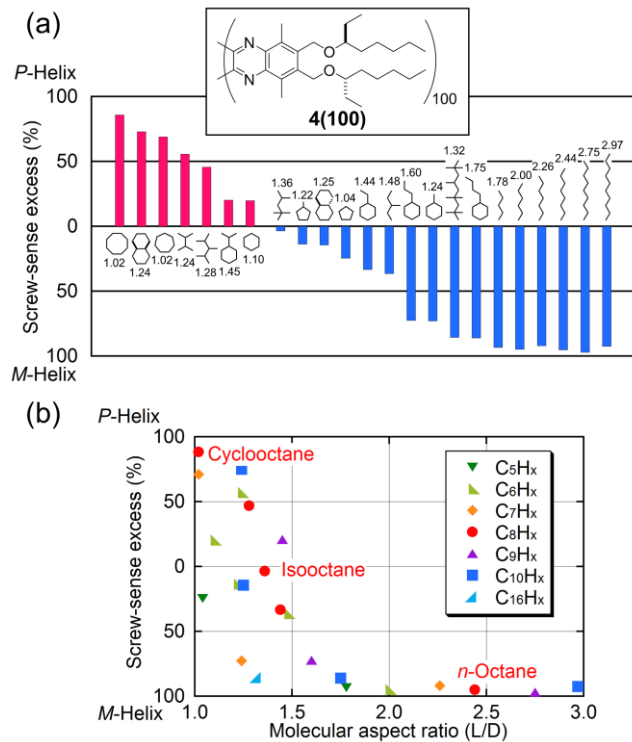 (a)
N
N
O
O
100
4(100)
P-Helix
100
50
0
50
100
Screw-sense excess (%)
M-Helix
1.02
1.24
1.02
1.24
1.28
1.45
1.10
1.36
1.22
1.25
1.04
1.44
1.48
1.60
1.24
1.32
1.75
1.78
2.00
2.26
2.44
2.75
2.97
(b)
P-Helix
100
50
0
50
100
Screw-sense excess (%)
M-Helix
Cyclooctane
Isooctane
n-Octane
C5Hx
C6Hx
C7Hx
C8Hx
C9Hx
C10Hx
C16Hx
1.0
1.5
2.0
2.5
3.0
Molecular aspect ratio (L/D)